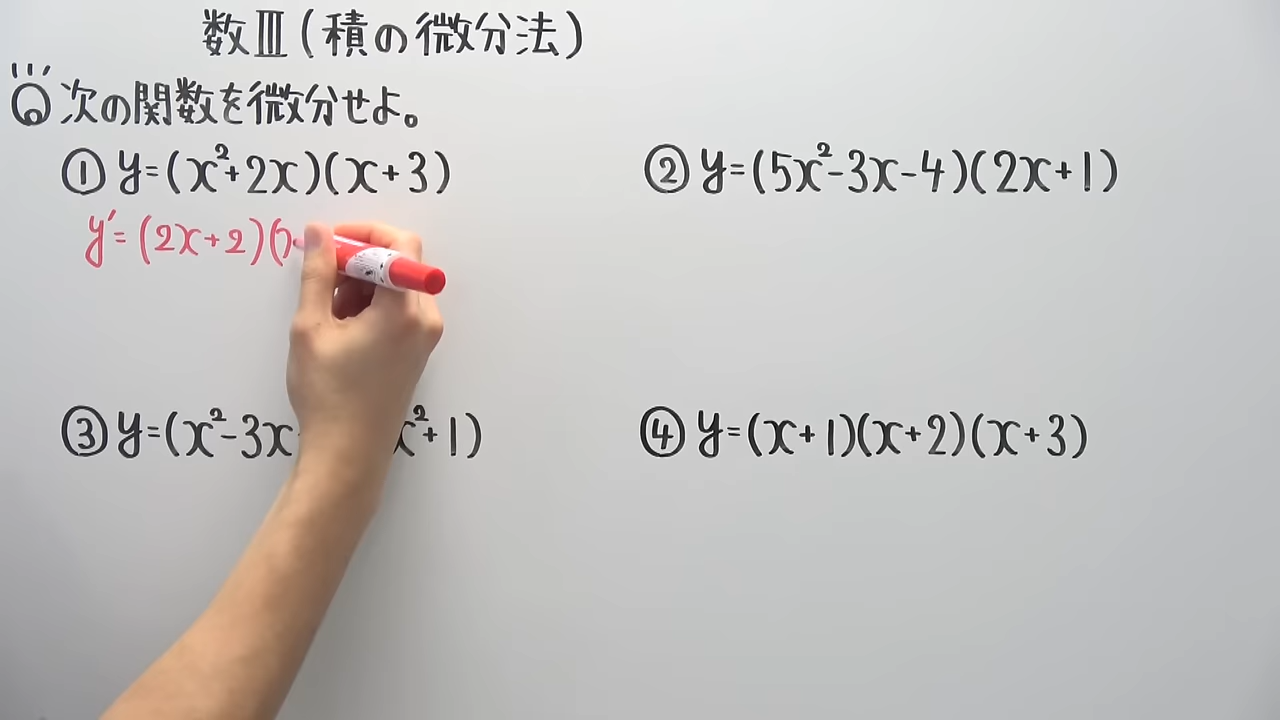 数Ⅲ(積の微分法)
Q 次の関数を微分せよ。
① y=(x²+2x)(x+3)
y'=(2x+2)(x
② y=(5x²-3x-4)(2x+1)
③ y=(x²-3x x²+1)
④ y=(x+1)(x+2)(x+3)